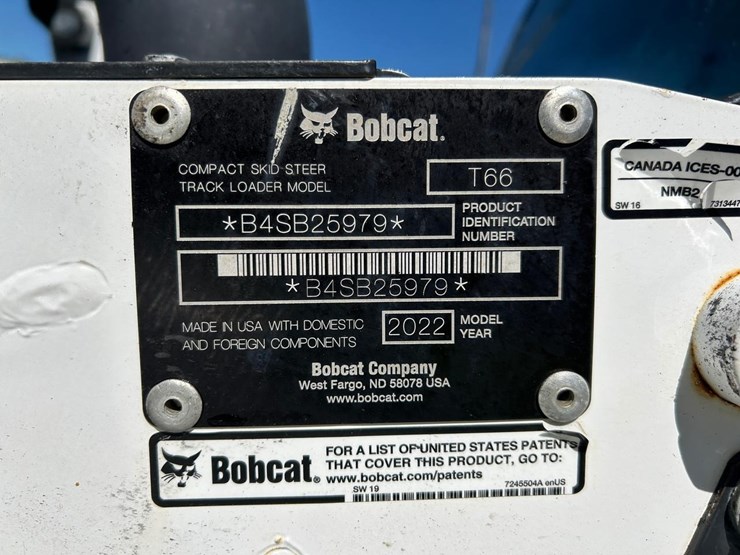 Bobcat.
COMPACT SKID STEER
TRACK LOADER MODEL
T66
*B4SB25979*
PRODUCT
IDENTIFICATION
NUMBER
*B4SB25979*
MADE IN USA WITH DOMESTIC
AND FOREIGN COMPONENTS
2022
MODEL
YEAR
Bobcat Company
West Fargo, ND 58078 USA
www.bobcat.com
CANADA ICES-00
NMB2
SW 16
7313447
Bobcat.
FOR A LIST OF UNITED STATES PATENTS
THAT COVER THIS PRODUCT, GO TO:
www.bobcat.com/patents
SW 19
7245504A enUS